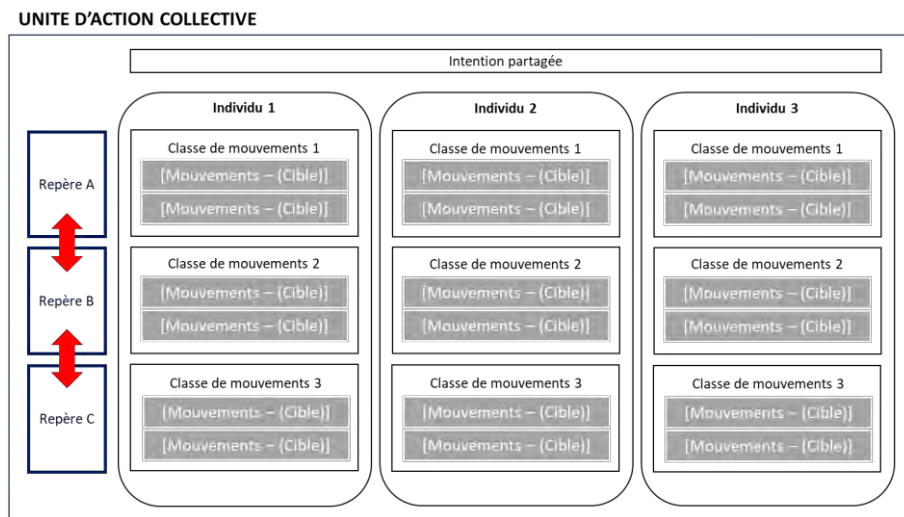 UNITE D'ACTION COLLECTIVE
Intention partagée
Individu 1
Individu 2
Individu 3
Repère A
Classe de mouvements 1
[Mouvements – (Cible)]
[Mouvements – (Cible)]
Classe de mouvements 1
[Mouvements – (Cible)]
[Mouvements – (Cible)]
Classe de mouvements 1
[Mouvements – (Cible)]
[Mouvements – (Cible)]
Repère B
Classe de mouvements 2
[Mouvements – (Cible)]
[Mouvements – (Cible)]
Classe de mouvements 2
[Mouvements – (Cible)]
[Mouvements – (Cible)]
Classe de mouvements 2
[Mouvements – (Cible)]
[Mouvements – (Cible)]
Repère C
Classe de mouvements 3
[Mouvements – (Cible)]
[Mouvements – (Cible)]
Classe de mouvements 3
[Mouvements – (Cible)]
[Mouvements – (Cible)]
Classe de mouvements 3
[Mouvements – (Cible)]
[Mouvements – (Cible)]